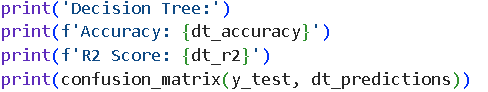 print('Decision Tree:')
print(f'Accuracy: {dt_accuracy}')
print(f'R2 Score: {dt_r2}')
print(confusion_matrix(y_test, dt_predictions))